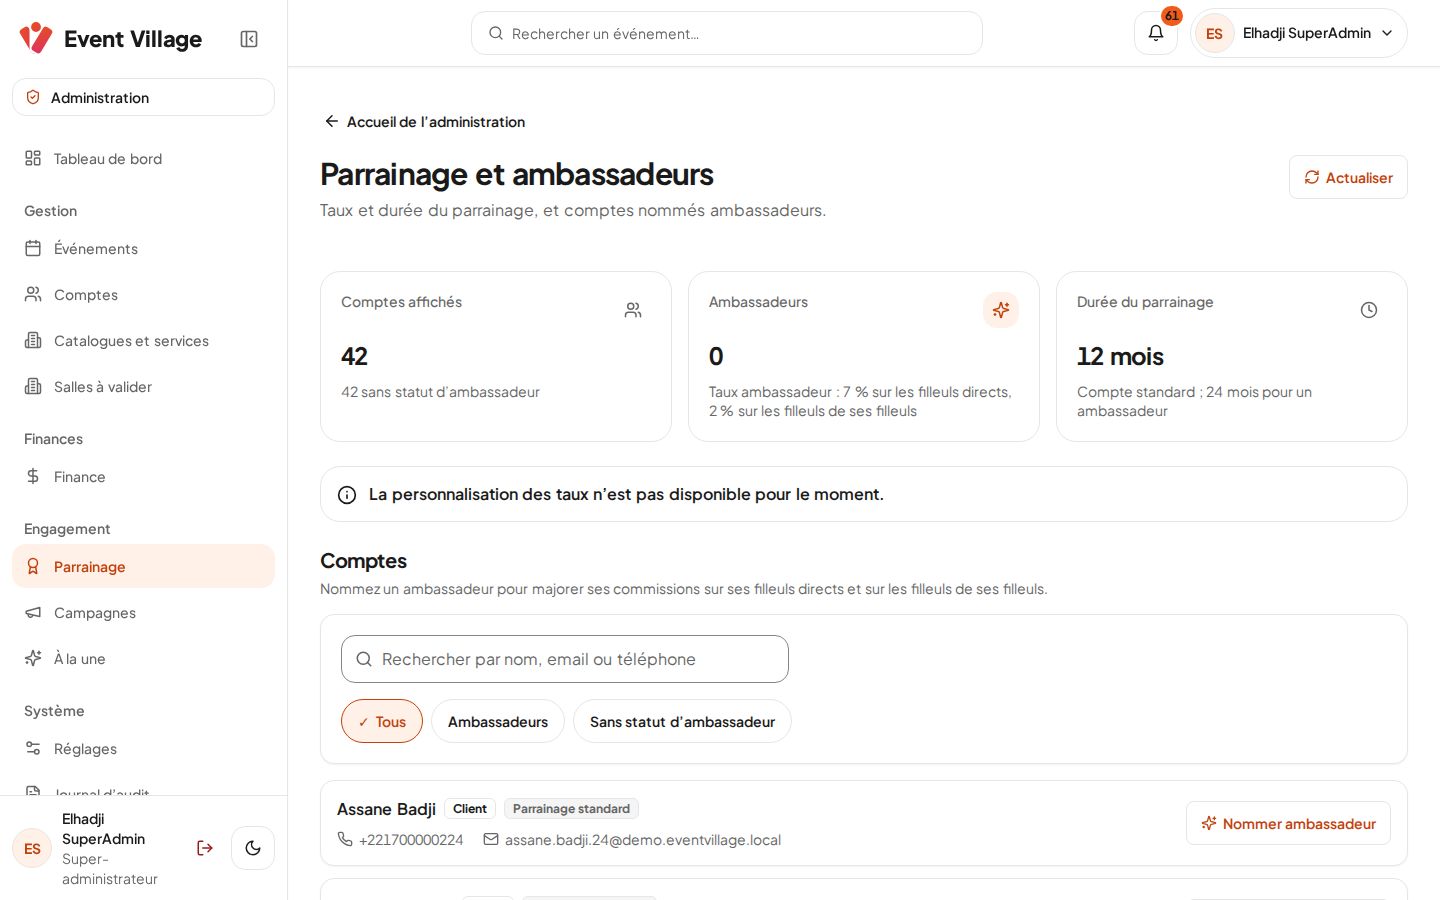 Event Village
Rechercher un événement…
61
ES
Elhadji SuperAdmin
Administration
Tableau de bord
Gestion
Événements
Comptes
Catalogues et services
Salles à valider
Finances
Finance
Engagement
Parrainage
Campagnes
À la une
Système
Réglages
Journal d’audit
ES
Elhadji
SuperAdmin
Super-
administrateur
Accueil de l’administration
Parrainage et ambassadeurs
Taux et durée du parrainage, et comptes nommés ambassadeurs.
Actualiser
Comptes affichés
42
42 sans statut d’ambassadeur
Ambassadeurs
0
Taux ambassadeur : 7 % sur les filleuls directs,
2 % sur les filleuls de ses filleuls
Durée du parrainage
12 mois
Compte standard ; 24 mois pour un
ambassadeur
La personnalisation des taux n’est pas disponible pour le moment.
Comptes
Nommez un ambassadeur pour majorer ses commissions sur ses filleuls directs et sur les filleuls de ses filleuls.
Rechercher par nom, email ou téléphone
✓ Tous
Ambassadeurs
Sans statut d’ambassadeur
Assane Badji
Client
Parrainage standard
+221700000224
assane.badji.24@demo.eventvillage.local
Nommer ambassadeur